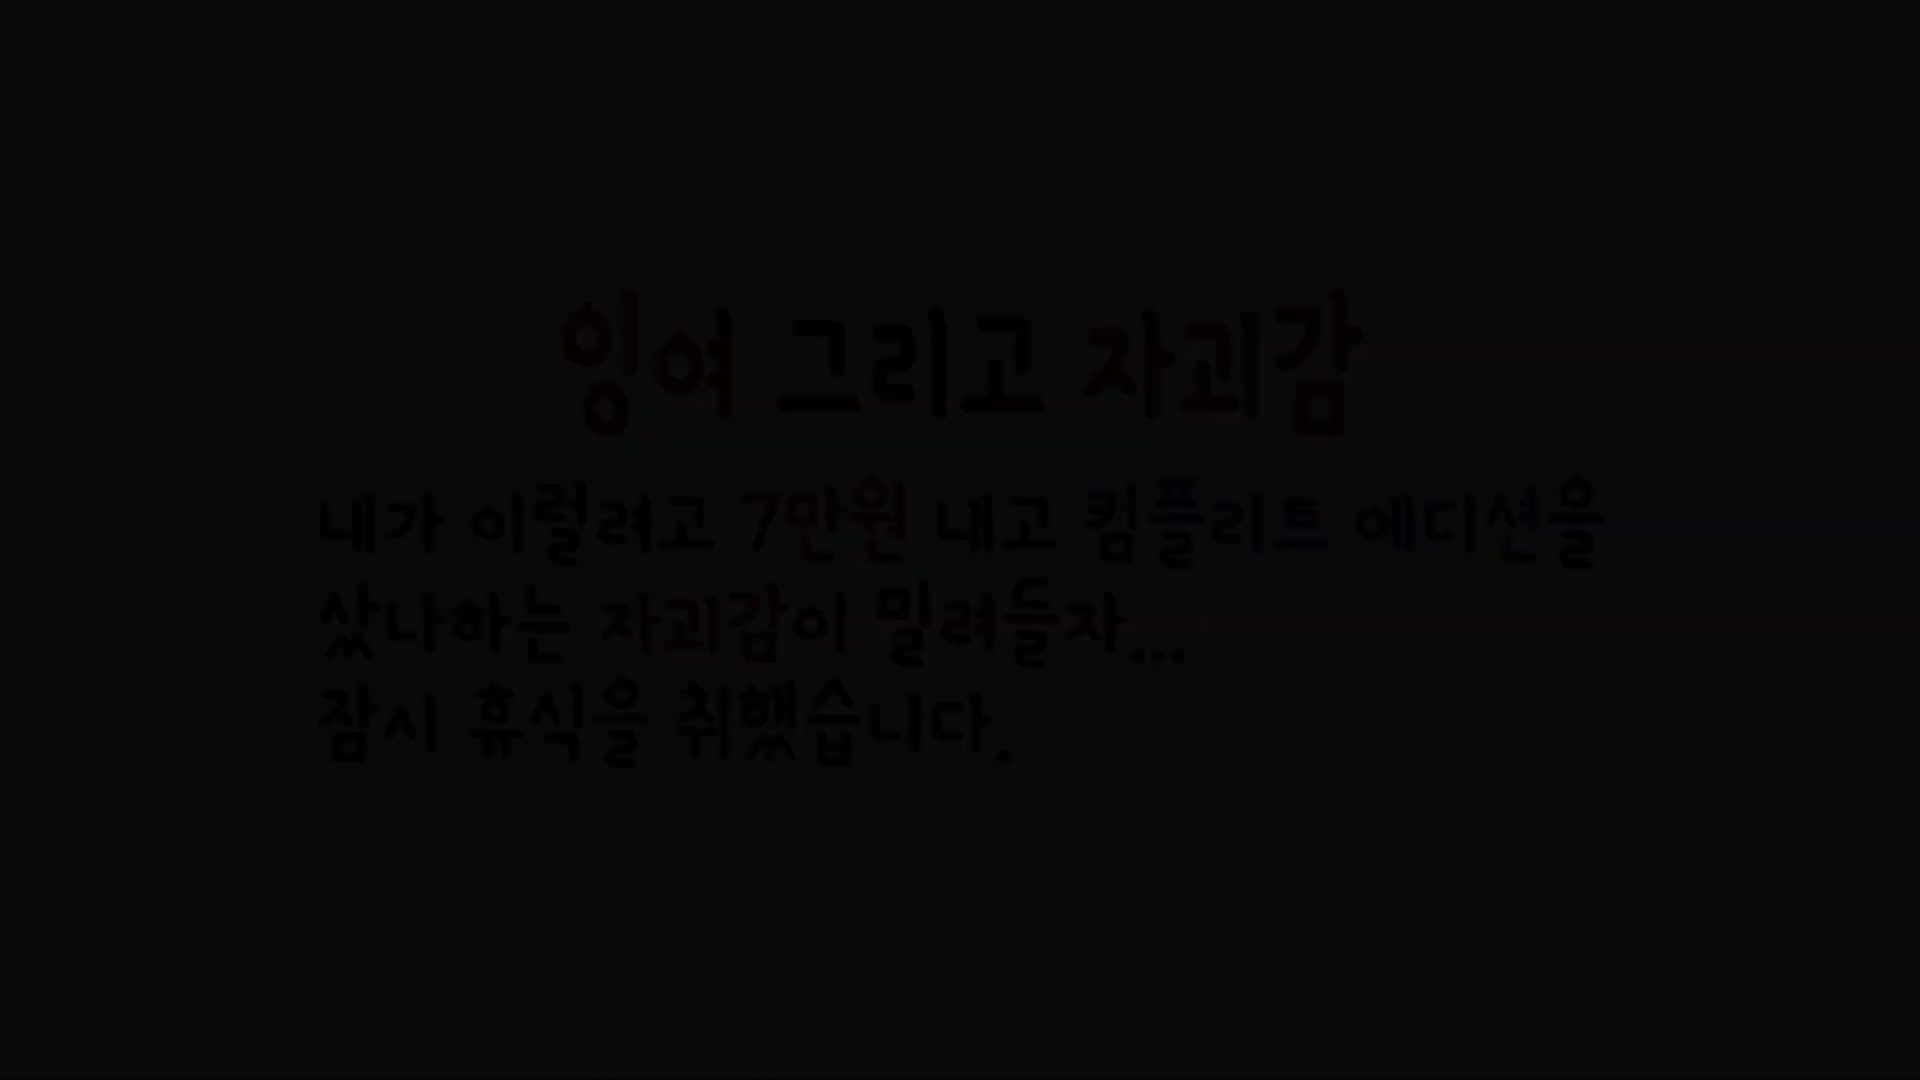 잉여 그리고 자괴감
내가 이럴려고 7만원 내고 컴플리트 에디션을
샀나하는 자괴감이 밀려들자...
잠시 휴식을 취했습니다.